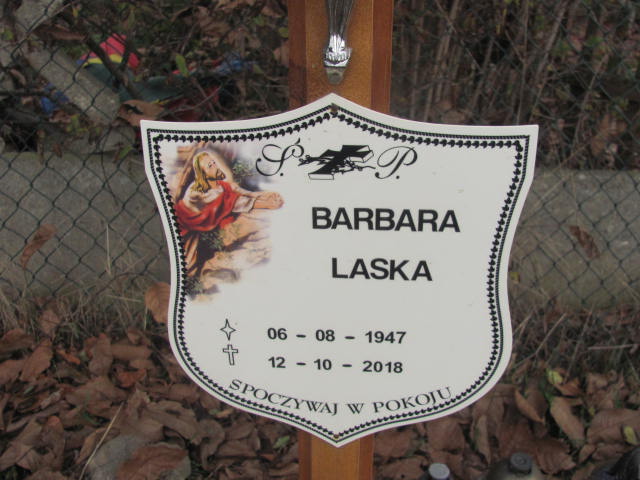 Ś. P.
BARBARA
LASKA
06 - 08 - 1947
12 - 10 - 2018
SPOCZYWAJ W POKOJU